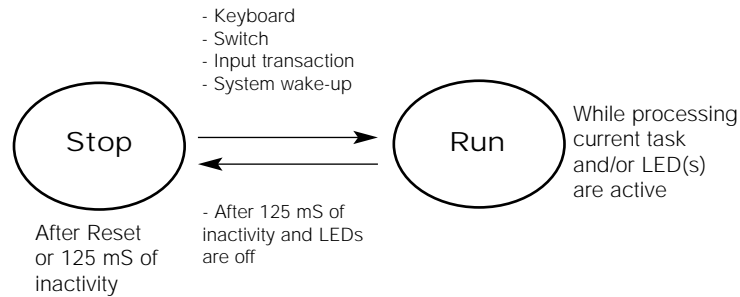 - Keyboard
- Switch
- Input transaction
- System wake-up
Stop
Run
While processing
current task
and/or LED(s)
are active
After Reset
or 125 mS of
inactivity
- After 125 mS of
inactivity and LEDs
are off